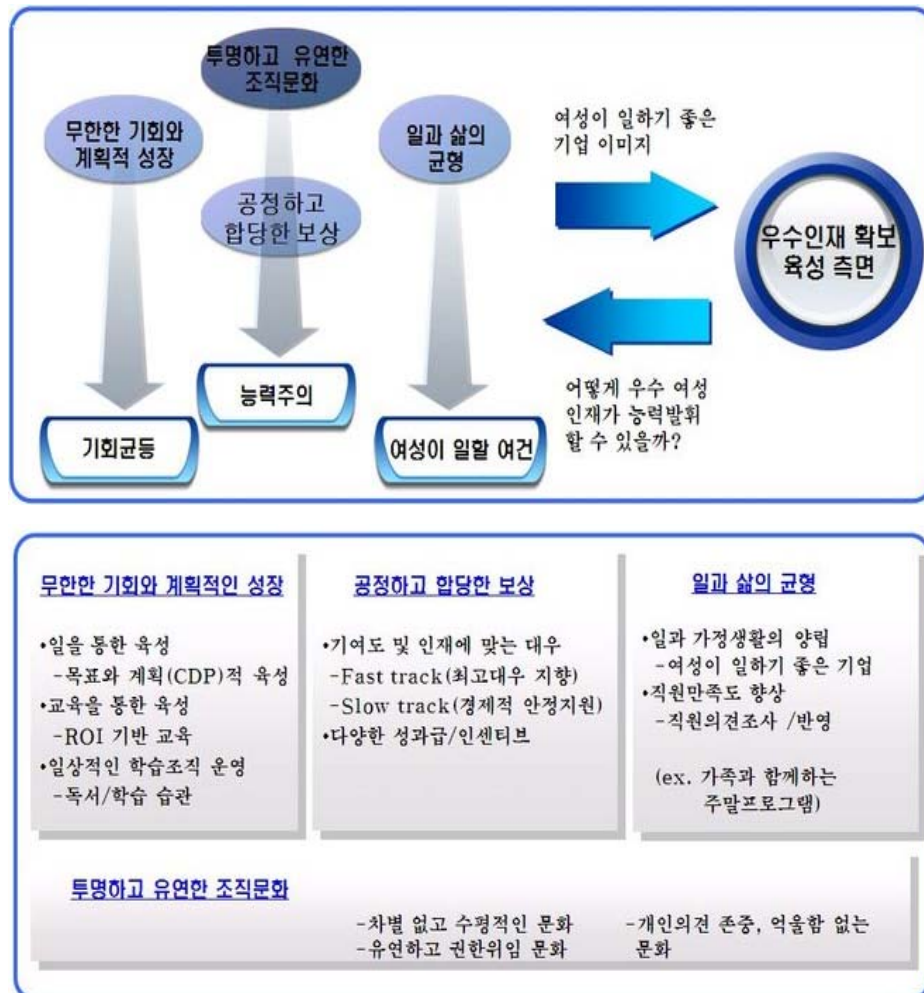 투명하고 유연한
조직문화
무한한 기회와
계획적 성장
일과 삶의
균형
공정하고
합당한 보상
능력주의
기회균등
여성이 일할 여건
여성이 일하기 좋은
기업 이미지
우수인재 확보
육성 측면
어떻게 우수 여성
인재가 능력발휘
할 수 있을까?
무한한 기회와 계획적인 성장
•일을 통한 육성
-목표와 계획(CDP)적 육성
•교육을 통한 육성
-ROI 기반 교육
•일상적인 학습조직 운영
-독서/학습 습관
공정하고 합당한 보상
•기여도 및 인재에 맞는 대우
-Fast track(최고대우 지향)
-Slow track(경제적 안정지원)
•다양한 성과급/인센티브
일과 삶의 균형
•일과 가정생활의 양립
-여성이 일하기 좋은 기업
•직원만족도 향상
-직원의견조사 /반영
(ex. 가족과 함께하는
주말프로그램)
투명하고 유연한 조직문화
-차별 없고 수평적인 문화
-유연하고 권한위임 문화
-개인의견 존중, 억울함 없는
문화